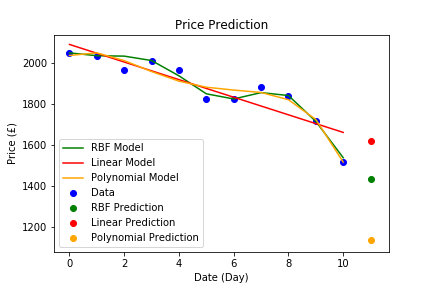 Price Prediction
Price (£)
2000
1800
1600
1400
1200
RBF Model
Linear Model
Polynomial Model
Data
RBF Prediction
Linear Prediction
Polynomial Prediction
0 2 4 6 8 10
Date (Day)